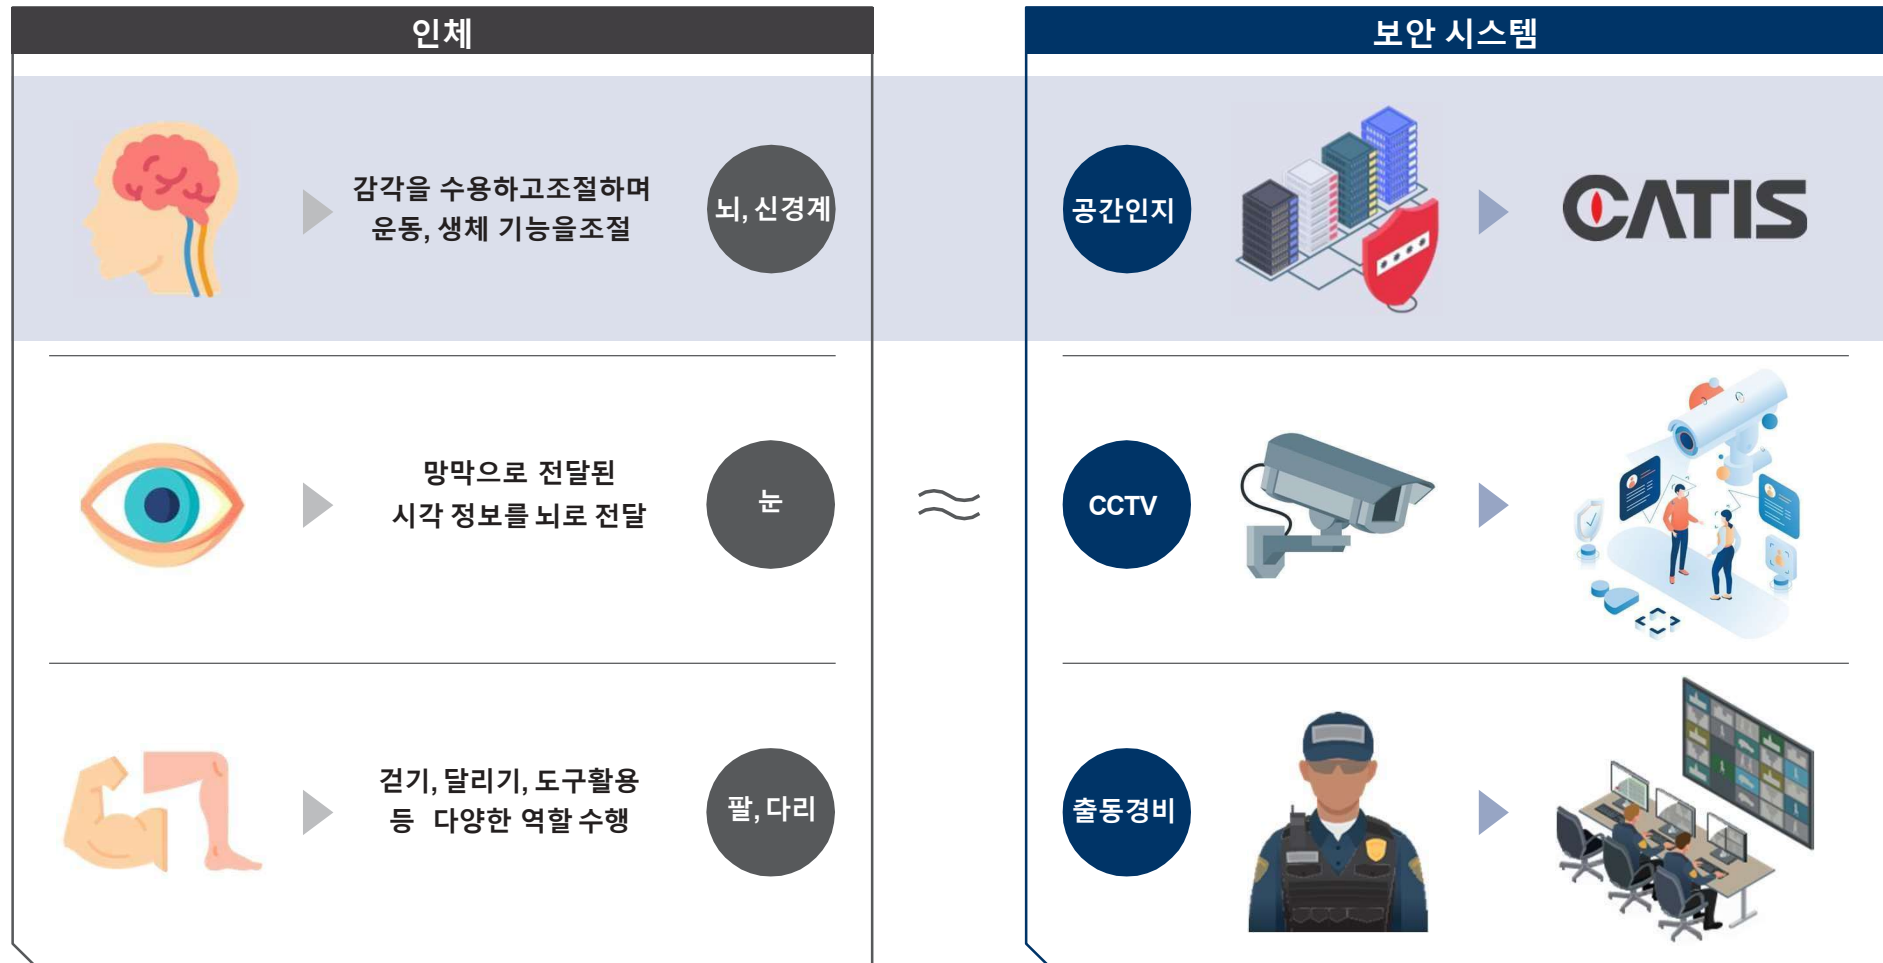 인체
보안 시스템
감각을 수용하고조절하며
운동, 생체 기능을조절
뇌, 신경계
공간인지
CATIS
망막으로 전달된
시각 정보를 뇌로 전달
눈
CCTV
걷기, 달리기, 도구활용
등 다양한 역할 수행
팔, 다리
출동경비